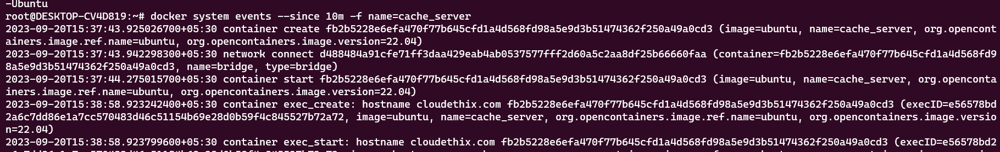 -Ubuntu
root@DESKTOP-CV4D819:~# docker system events --since 10m -f name=cache_server
2023-09-20T15:37:43.925026700+05:30 container create fb2b5228e6efa470f77b645cfd1a4d568fd98a5e9d3b51474362f250a49a0cd3 (image=ubuntu, name=cache_server, org.opencont
ainers.image.ref.name=ubuntu, org.opencontainers.image.version=22.04)
2023-09-20T15:37:43.942298300+05:30 network connect d488484a91cfe71ff3daa429eab4ab0537577fff2d60a5c2aa8df25b66660faa (container=fb2b5228e6efa470f77b645cfd1a4d568fd9
8a5e9d3b51474362f250a49a0cd3, name=bridge, type=bridge)
2023-09-20T15:37:44.275015700+05:30 container start fb2b5228e6efa470f77b645cfd1a4d568fd98a5e9d3b51474362f250a49a0cd3 (image=ubuntu, name=cache_server, org.openconta
iners.image.ref.name=ubuntu, org.opencontainers.image.version=22.04)
2023-09-20T15:38:58.923242400+05:30 container exec_create: hostname cloudethix.com fb2b5228e6efa470f77b645cfd1a4d568fd98a5e9d3b51474362f250a49a0cd3 (execID=e56578bd
2a6c7dd86e1a7cc570483d46c51154b69e28d0b59f4c845527b72a72, image=ubuntu, name=cache_server, org.opencontainers.image.ref.name=ubuntu, org.opencontainers.image.versio
n=22.04)
2023-09-20T15:38:58.923799600+05:30 container exec_start: hostname cloudethix.com fb2b5228e6efa470f77b645cfd1a4d568fd98a5e9d3b51474362f250a49a0cd3 (execID=e56578bd2